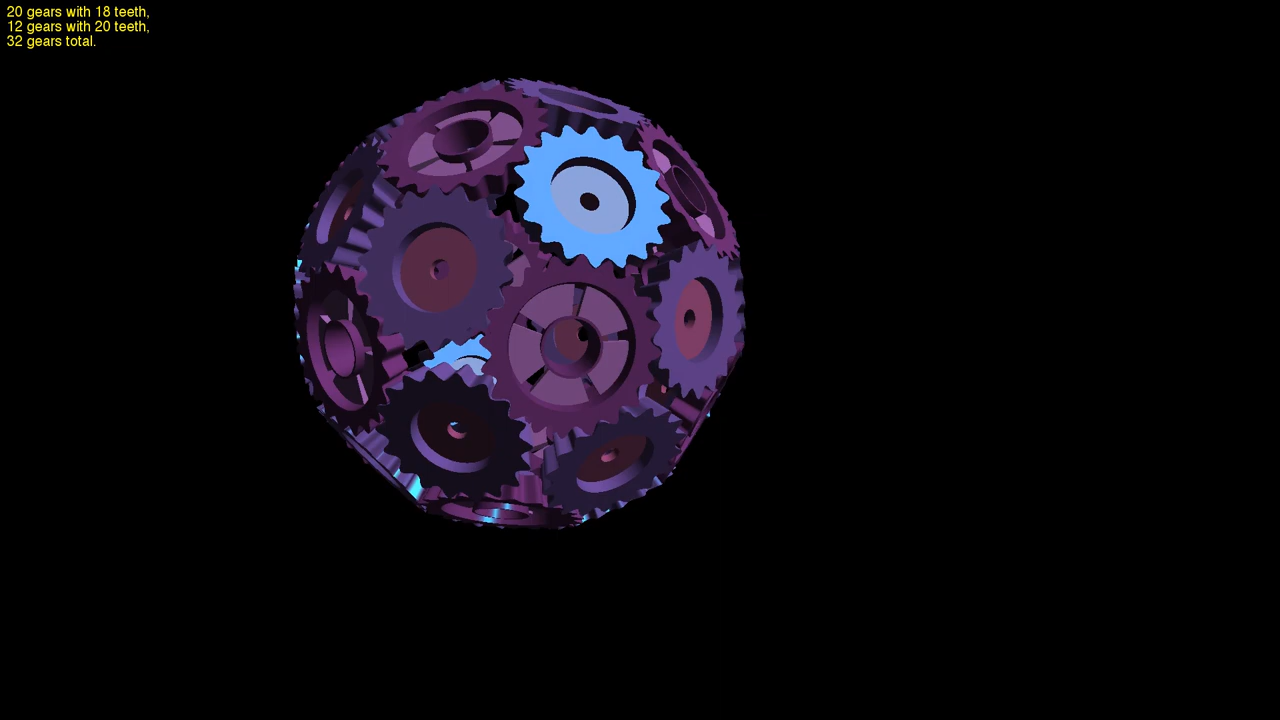 20 gears with 18 teeth,
12 gears with 20 teeth,
32 gears total.